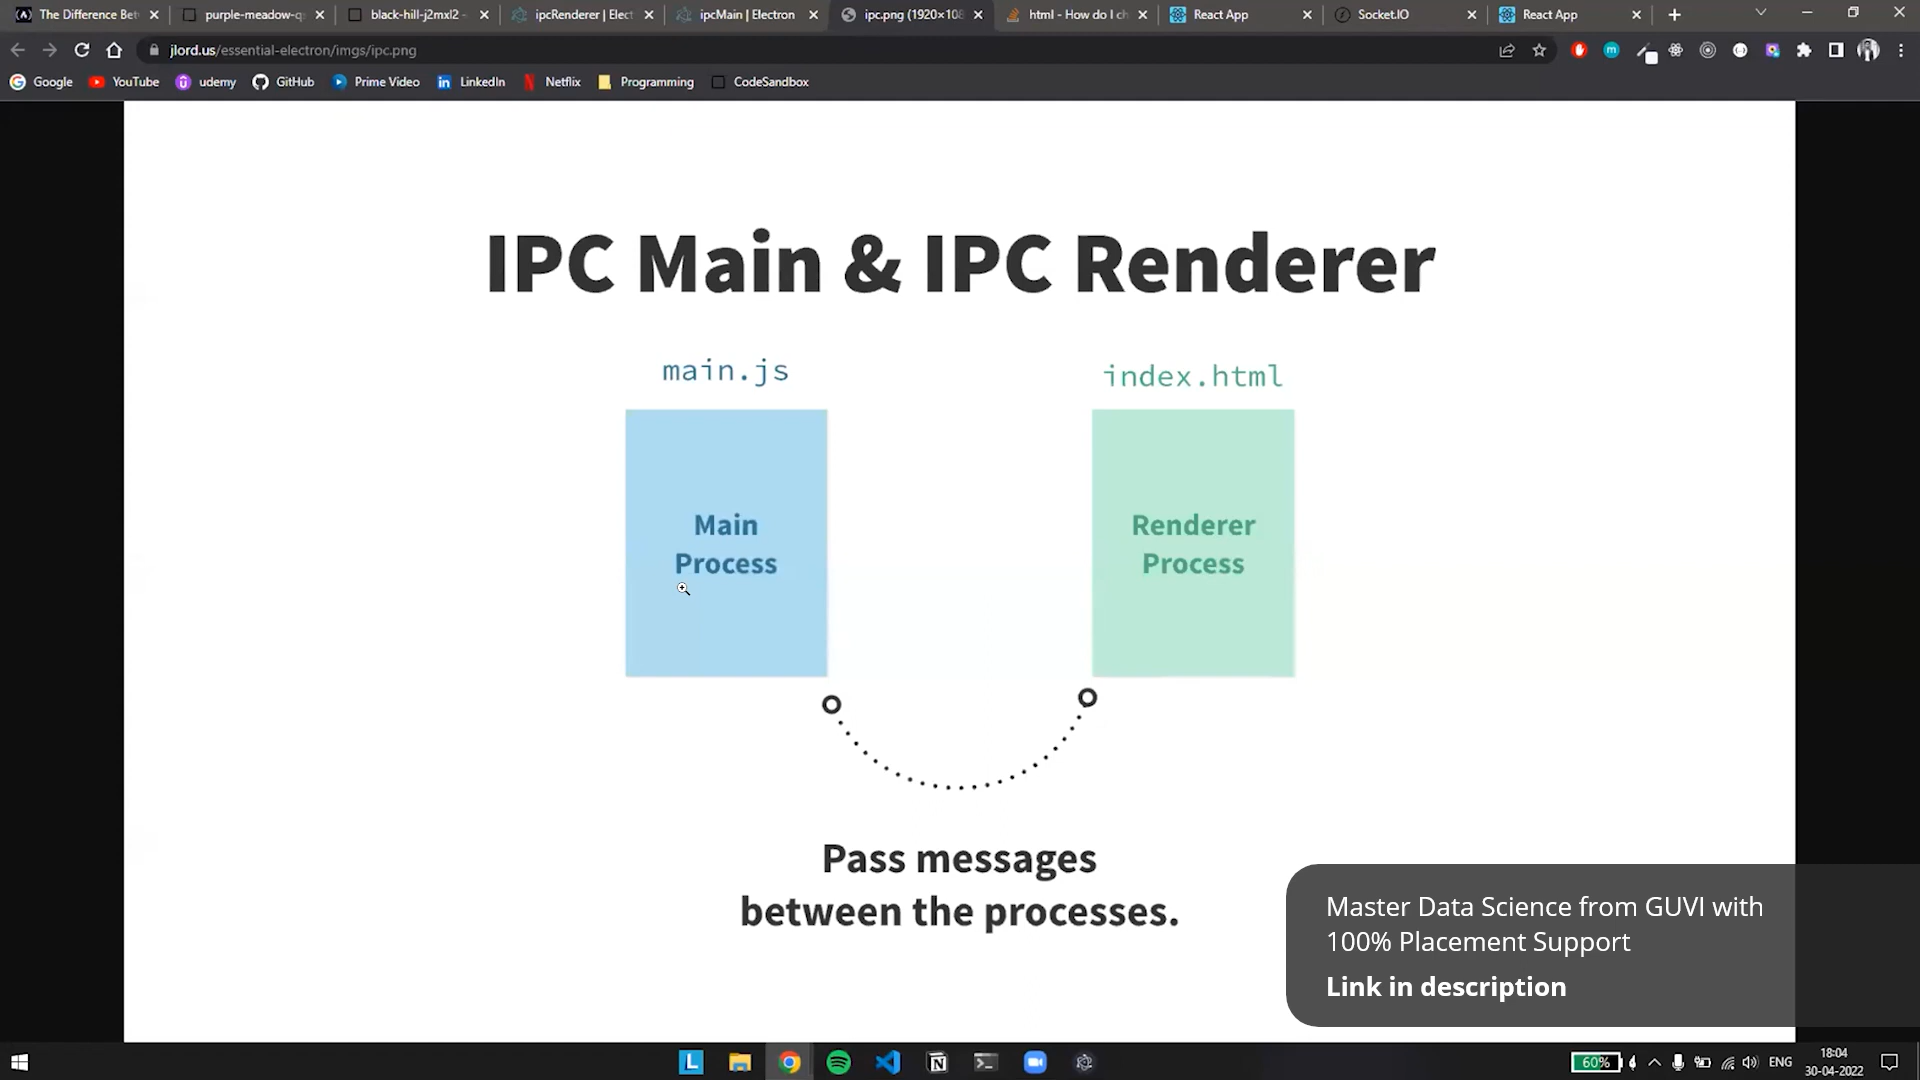 The Difference Bet
purple-meadow-q
black-hill-j2mxl2 -
ipcRenderer | Elect
ipcMain | Electron
ipc.png (1920×108
html - How do I ch
React App
Socket.IO
React App
jlord.us/essential-electron/imgs/ipc.png
Google
YouTube
udemy
GitHub
Prime Video
LinkedIn
Netflix
Programming
CodeSandbox
IPC Main & IPC Renderer
main.js
index.html
Main
Process
Renderer
Process
Pass messages
between the processes.
Master Data Science from GUVI with
100% Placement Support
Link in description
60%
ENG
18:04
30-04-2022